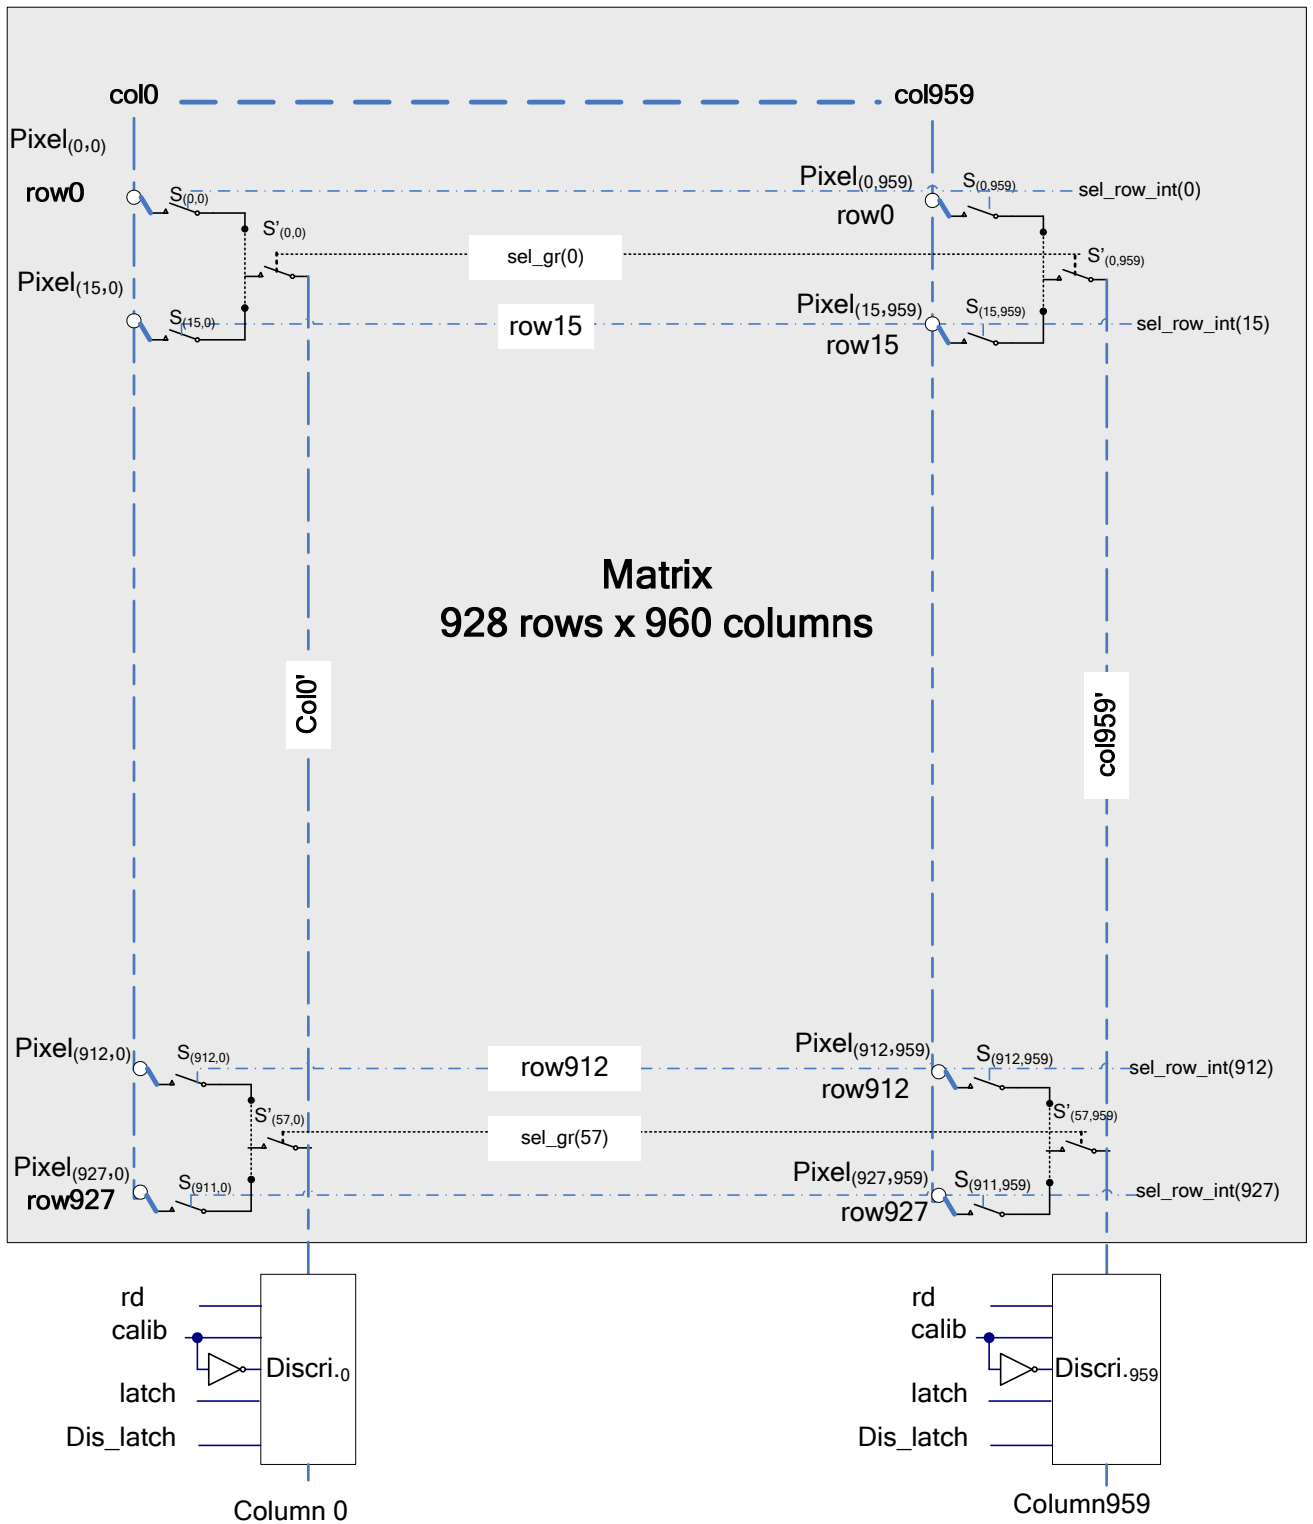 col0
col959
Pixel(0,0)
row0
S(0,0)
S'(0,0)
Pixel(0,959)
row0
S(0,959)
sel_row_int(0)
sel_gr(0)
S'(0,959)
Pixel(15,0)
S(15,0)
row15
Pixel(15,959)
row15
S(15,959)
sel_row_int(15)
Matrix
928 rows x 960 columns
Col0'
col959'
Pixel(912,0)
S(912,0)
row912
Pixel(912,959)
row912
S(912,959)
sel_row_int(912)
S'(57,0)
sel_gr(57)
S'(57,959)
Pixel(927,0)
row927
S(911,0)
Pixel(927,959)
row927
S(911,959)
sel_row_int(927)
rd
calib
Discri.0
latch
Dis_latch
Column 0
rd
calib
Discri.959
latch
Dis_latch
Column959